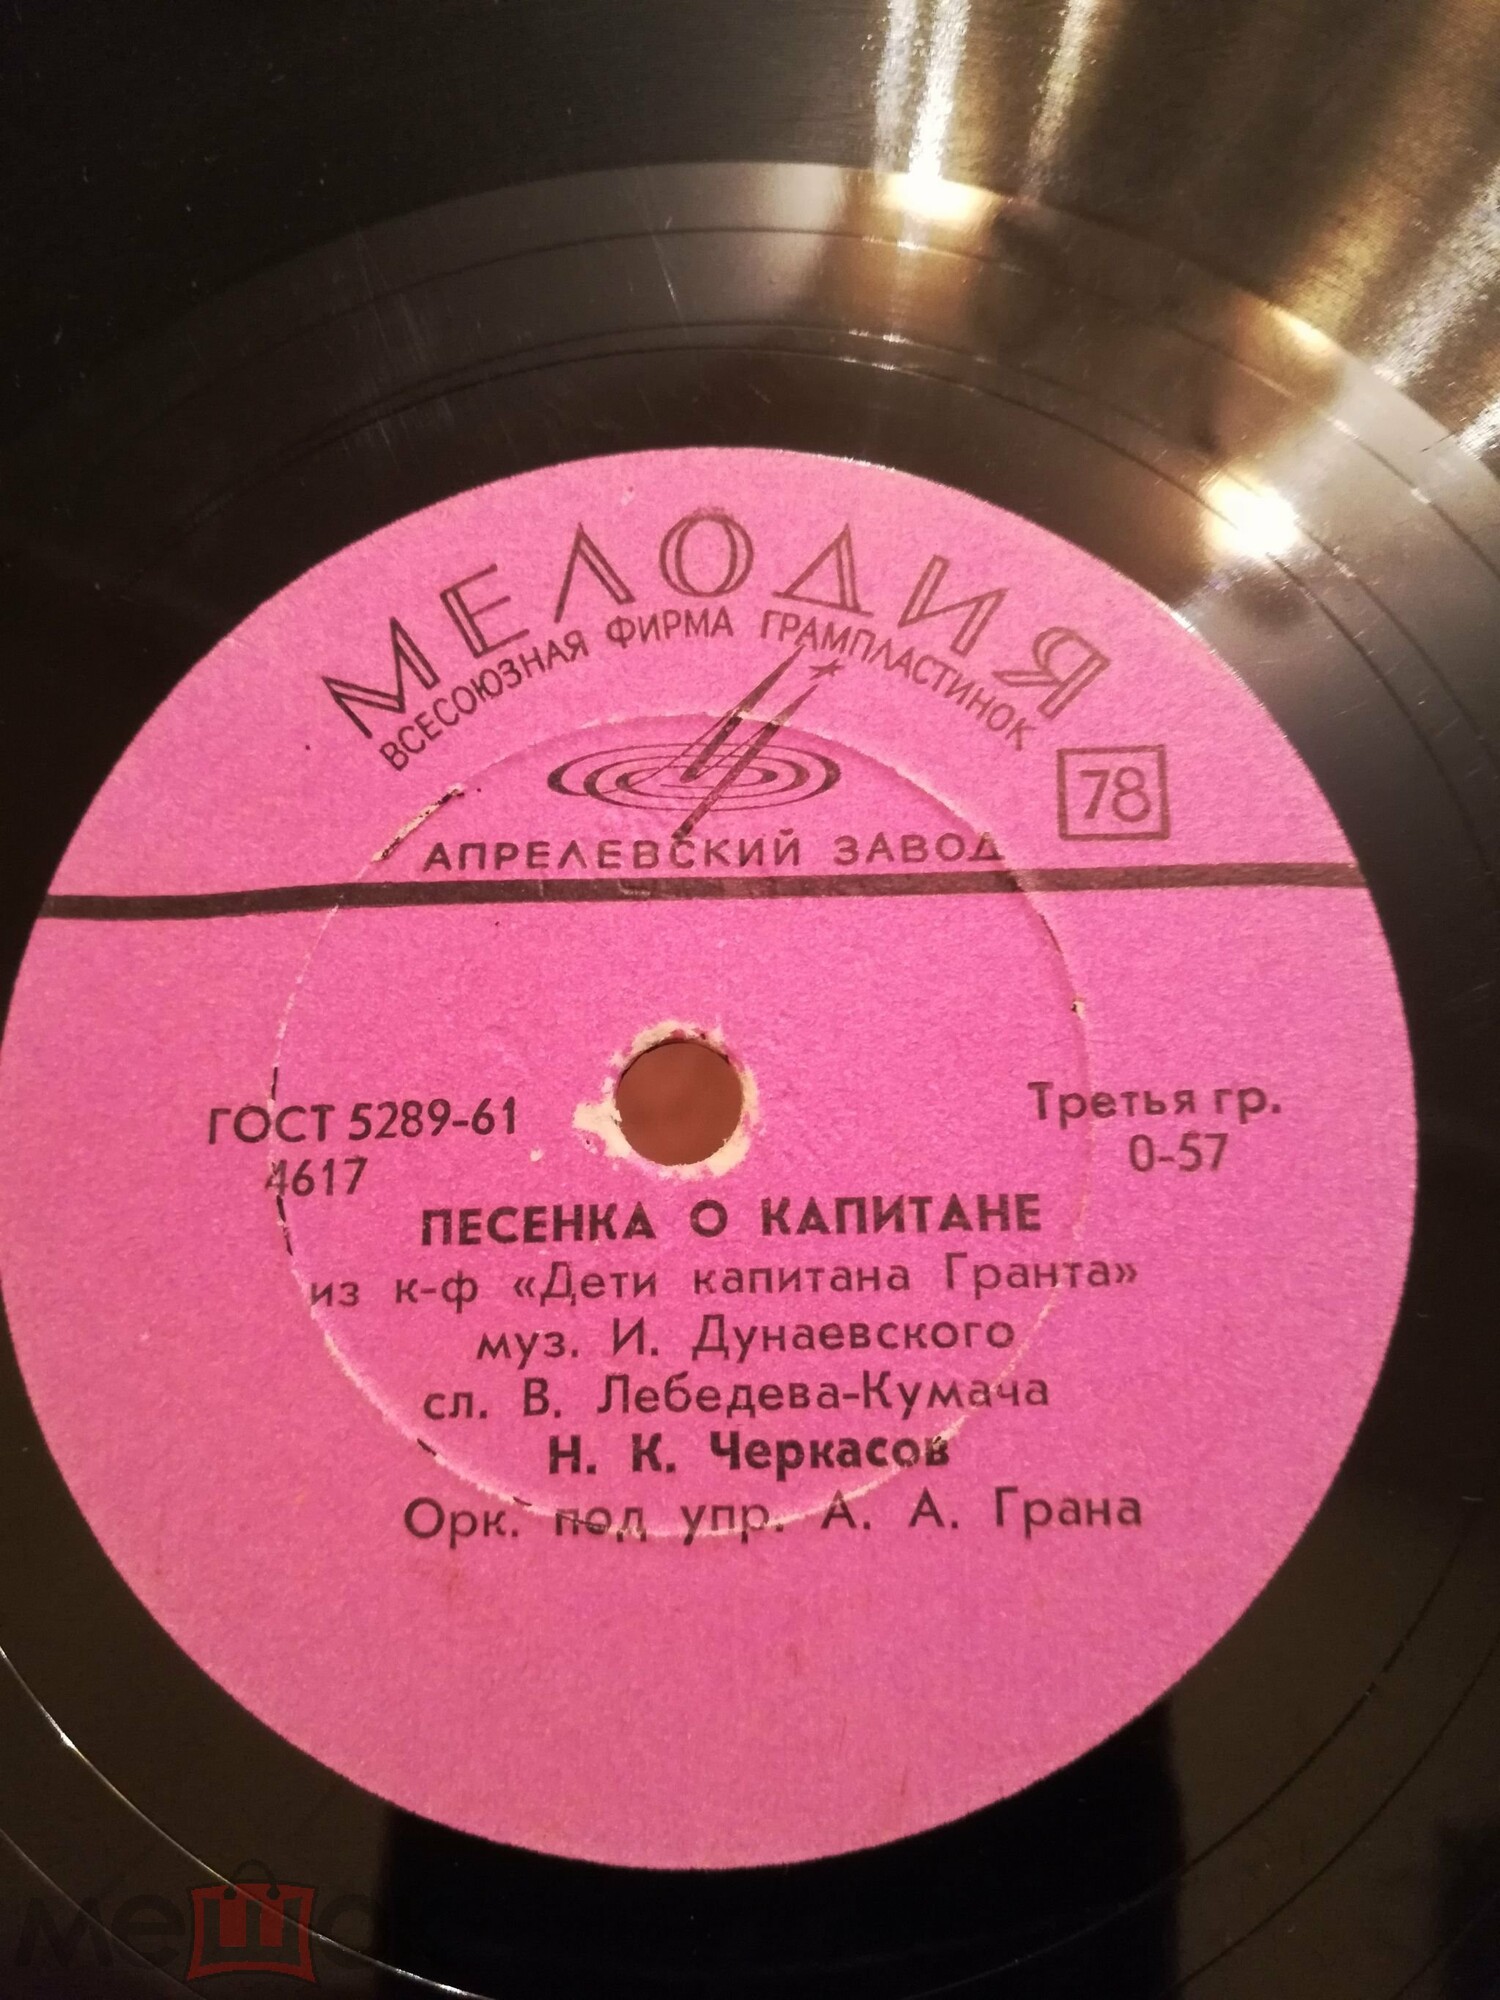 МЕЛОДИЯ
ВСЕСОЮЗНАЯ ФИРМА ГРАМПЛАСТИНОК
78
АПРЕЛЕВСКИЙ ЗАВОД
ГОСТ 5289-61
Третья гр.
4617
0-57
ПЕСЕНКА О КАПИТАНЕ
из к-ф «Дети капитана Гранта»
муз. И. Дунаевского
сл. В. Лебедева-Кумача
Н. К. Черкасов
Орк. под упр. А. А. Грана
мешок